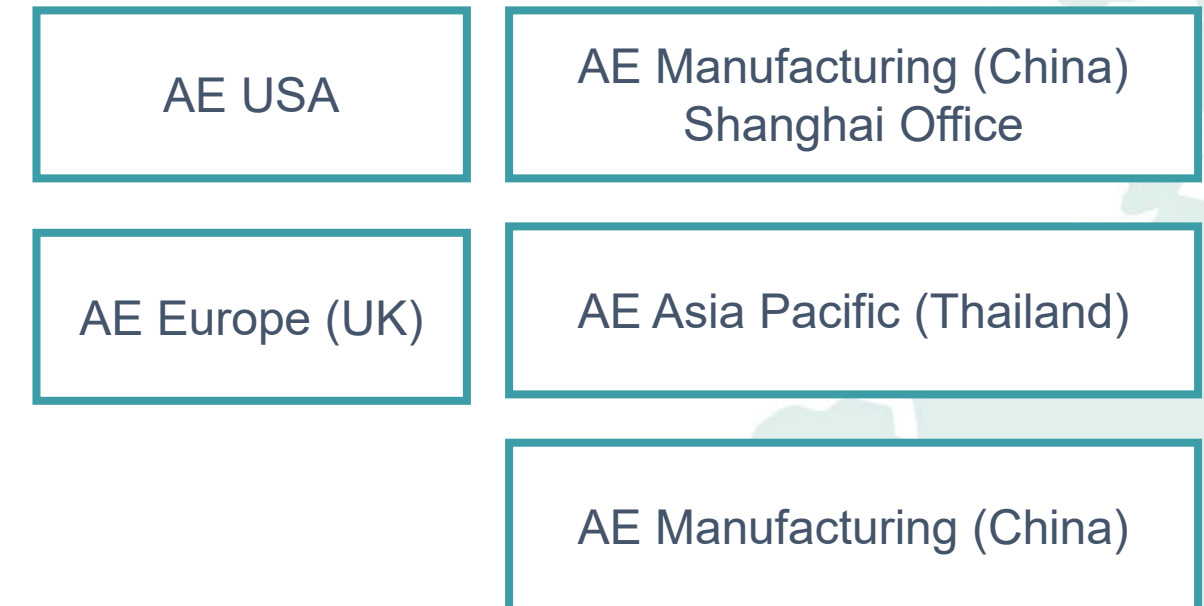 AE USA
AE Manufacturing (China)
Shanghai Office
AE Europe (UK)
AE Asia Pacific (Thailand)
AE Manufacturing (China)